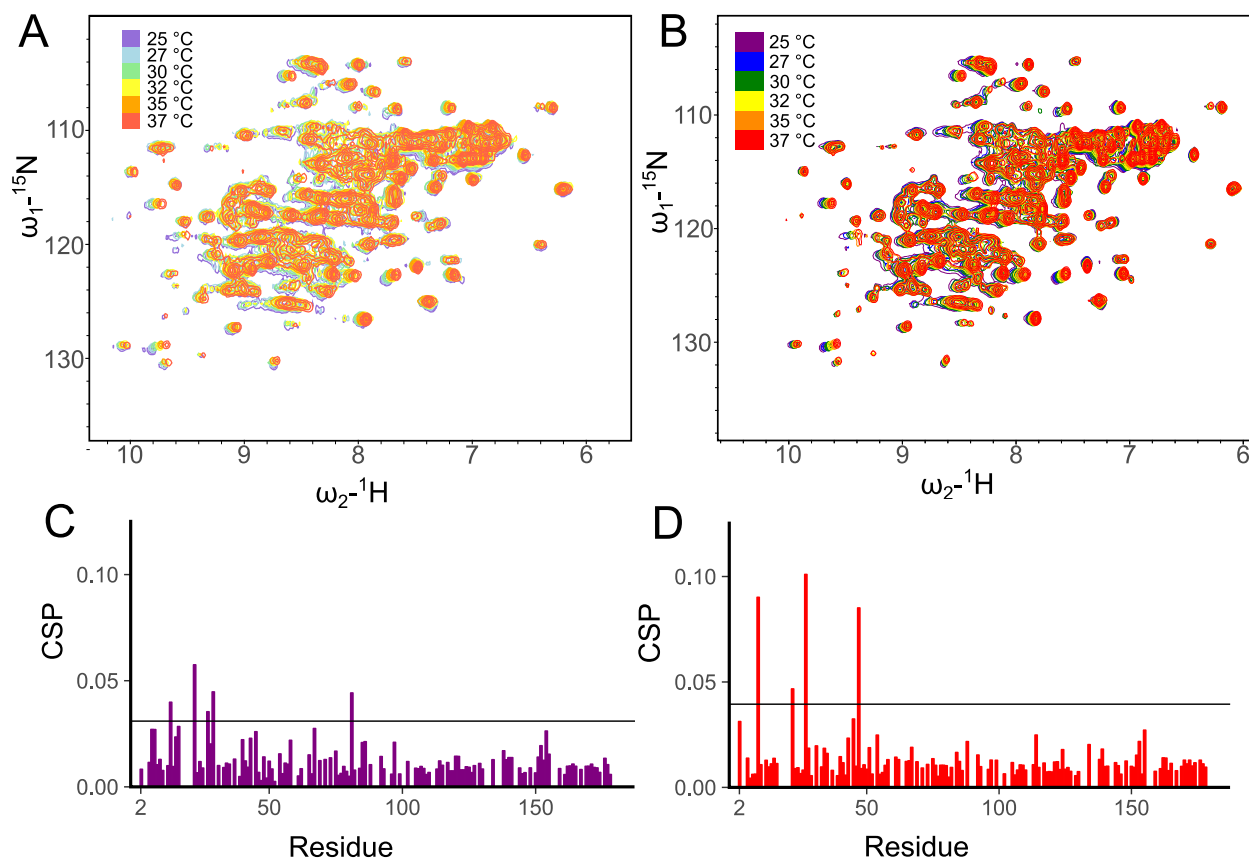 A
25 °C
27 °C
30 °C
32 °C
35 °C
37 °C
110
120
130
ω1-15N
10
9
8
7
6
ω2-1H
B
25 °C
27 °C
30 °C
32 °C
35 °C
37 °C
110
120
130
ω1-15N
10
9
8
7
6
ω2-1H
C
0.10
0.05
0.00
CSP
2
50
100
150
Residue
D
0.10
0.05
0.00
CSP
2
50
100
150
Residue